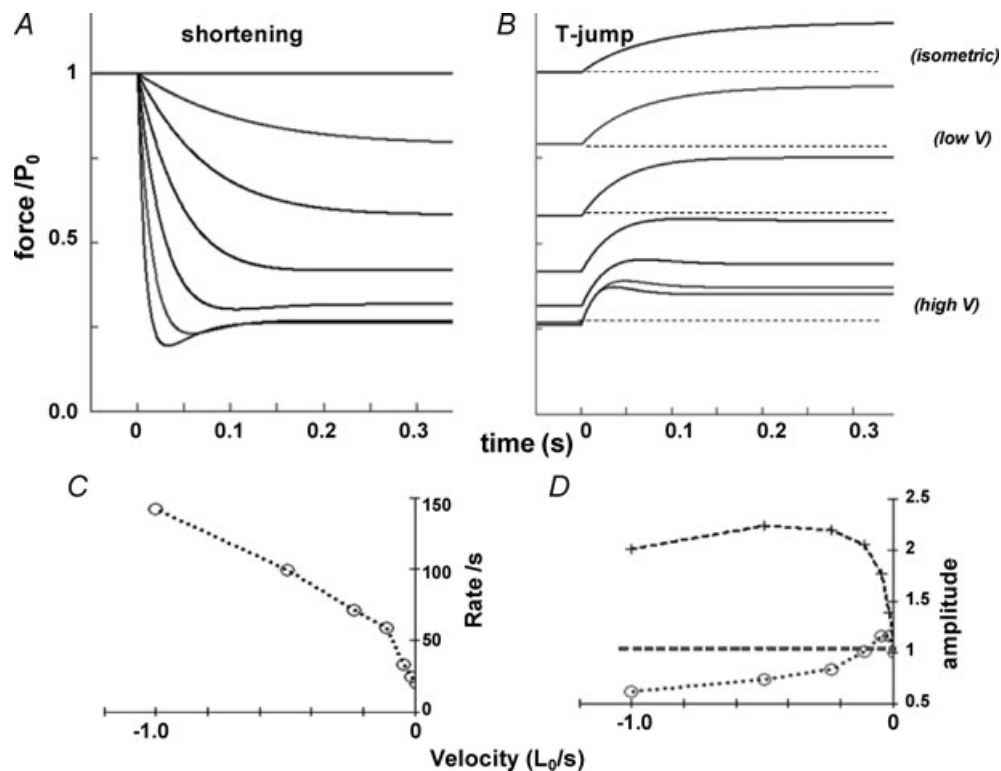 A
shortening
B
T-jump
(isometric)
(low V)
(high V)
force /P₀
1
0.5
0.0
0 0.1 0.2 0.3
0 0.1 0.2 0.3
time (s)
C
D
150
100
50
0
Rate /s
2.5
2
1.5
1
0.5
amplitude
-1.0 0
-1.0 0
Velocity (L₀/s)